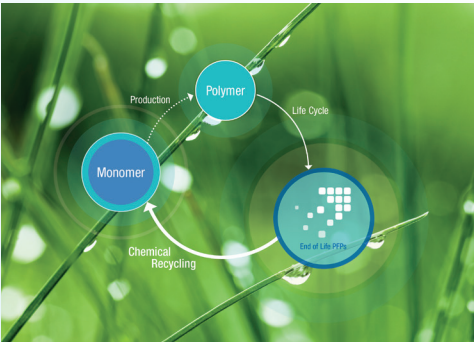 Polymer
Production
Life Cycle
Monomer
End of Life PFPs
Chemical
Recycling